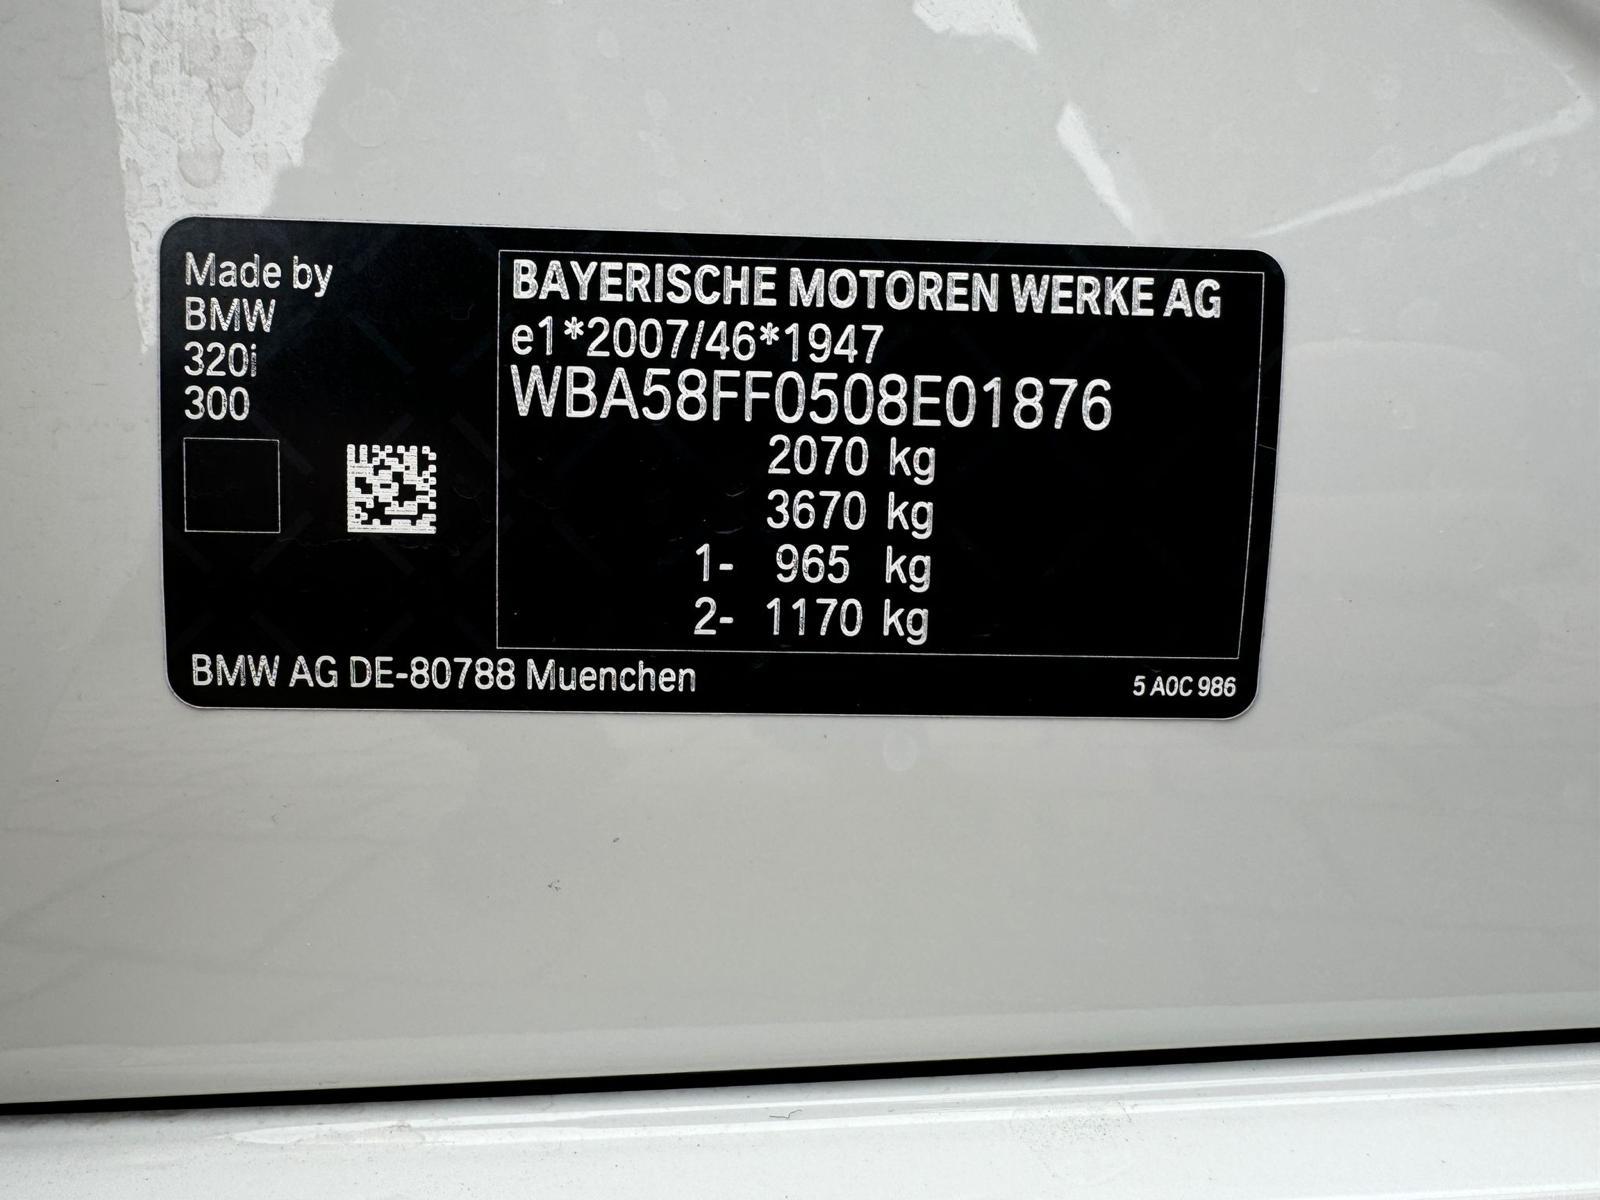 Made by
BMW
320i
300
BAYERISCHE MOTOREN WERKE AG
e1*2007/46*1947
WBA58FF0508E01876
2070 kg
3670 kg
1- 965 kg
2- 1170 kg
BMW AG DE-80788 Muenchen
5 A0C 986